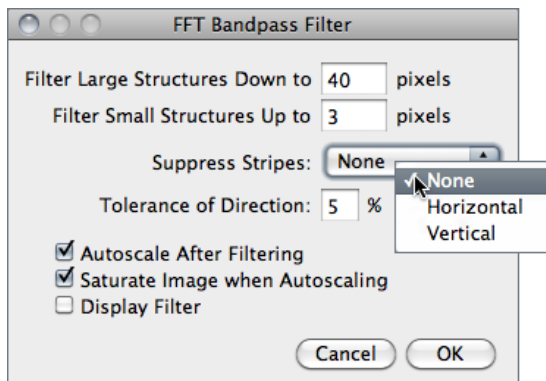 FFT Bandpass Filter
Filter Large Structures Down to 40 pixels
Filter Small Structures Up to 3 pixels
Suppress Stripes: None
None
Horizontal
Vertical
Tolerance of Direction: 5 %
Autoscale After Filtering
Saturate Image when Autoscaling
Display Filter
Cancel OK